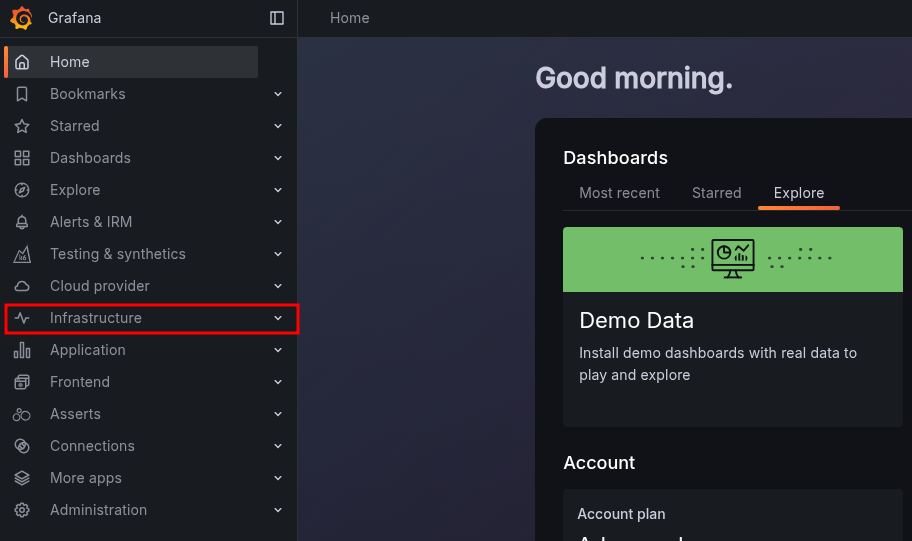 Grafana
Home
Home
Bookmarks
Starred
Dashboards
Explore
Alerts & IRM
Testing & synthetics
Cloud provider
Infrastructure
Application
Frontend
Asserts
Connections
More apps
Administration
Good morning.
Dashboards
Most recent Starred Explore
Demo Data
Install demo dashboards with real data to
play and explore
Account
Account plan